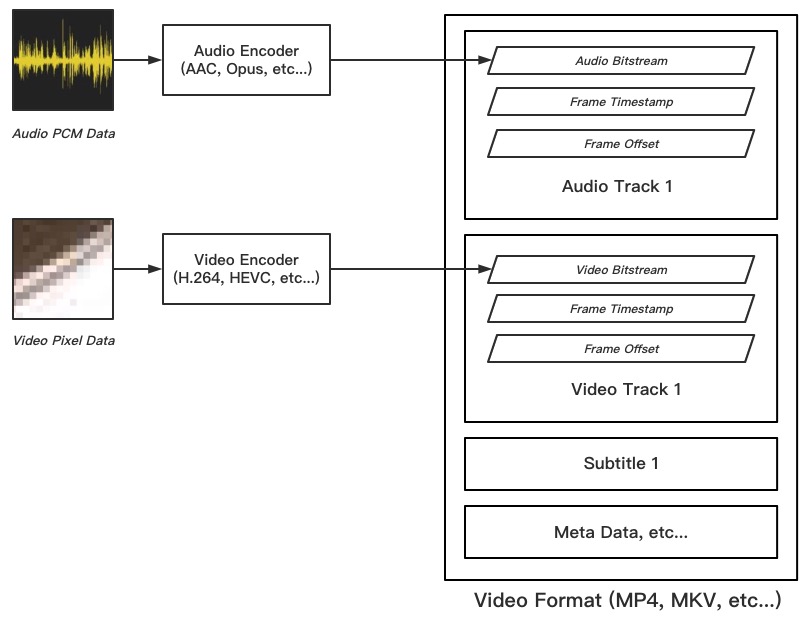 Audio Encoder
(AAC, Opus, etc...)
Audio PCM Data
Video Encoder
(H.264, HEVC, etc...)
Video Pixel Data
Audio Bitstream
Frame Timestamp
Frame Offset
Audio Track 1
Video Bitstream
Frame Timestamp
Frame Offset
Video Track 1
Subtitle 1
Meta Data, etc...
Video Format (MP4, MKV, etc...)